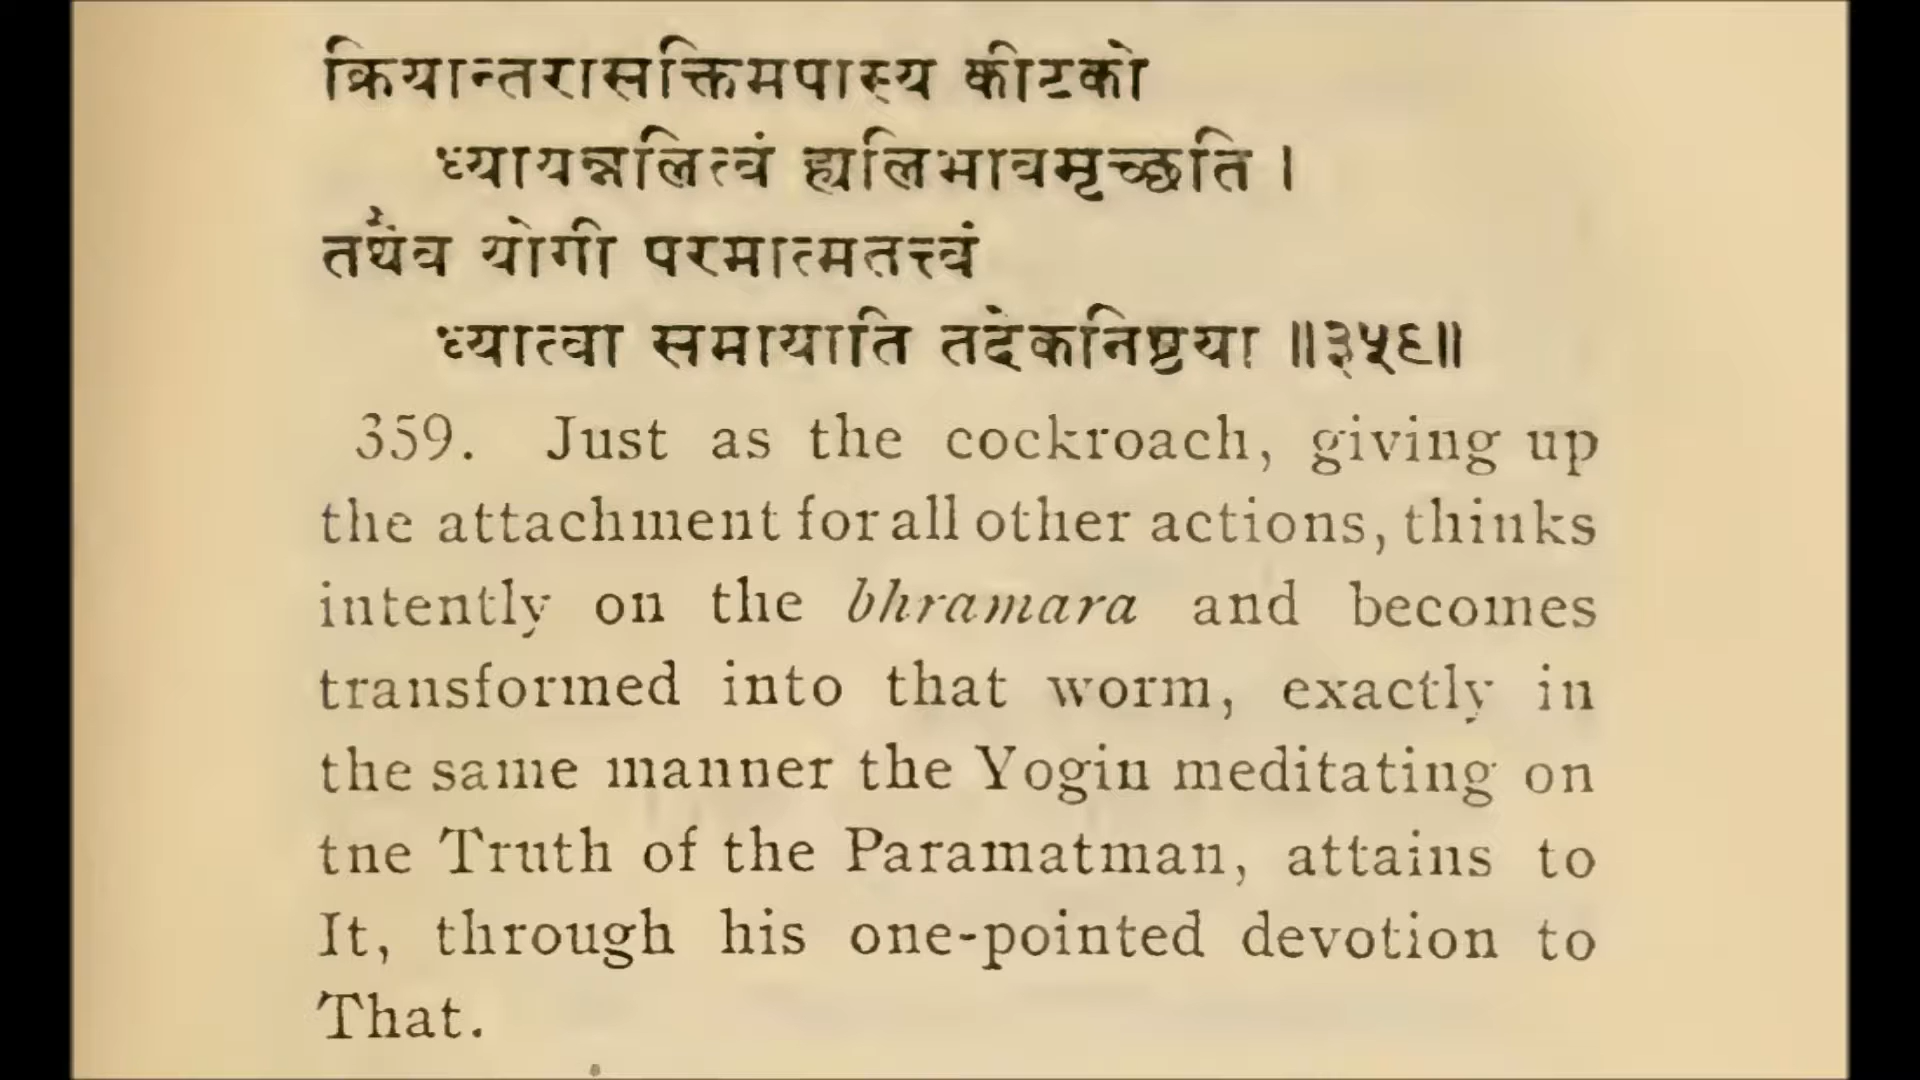 क्रियान्तरासक्तिमपास्य कीटको
ध्यायन्नलित्वं ह्यलिभावमृच्छति ।
तथैव योगी परमात्मतत्त्वं
ध्यात्वा समायाति तदेकनिष्ठया ॥३५९॥
359. Just as the cockroach, giving up
the attachment for all other actions, thinks
intently on the bhramara and becomes
transformed into that worm, exactly in
the same manner the Yogin meditating on
tne Truth of the Paramatman, attains to
It, through his one-pointed devotion to
That.